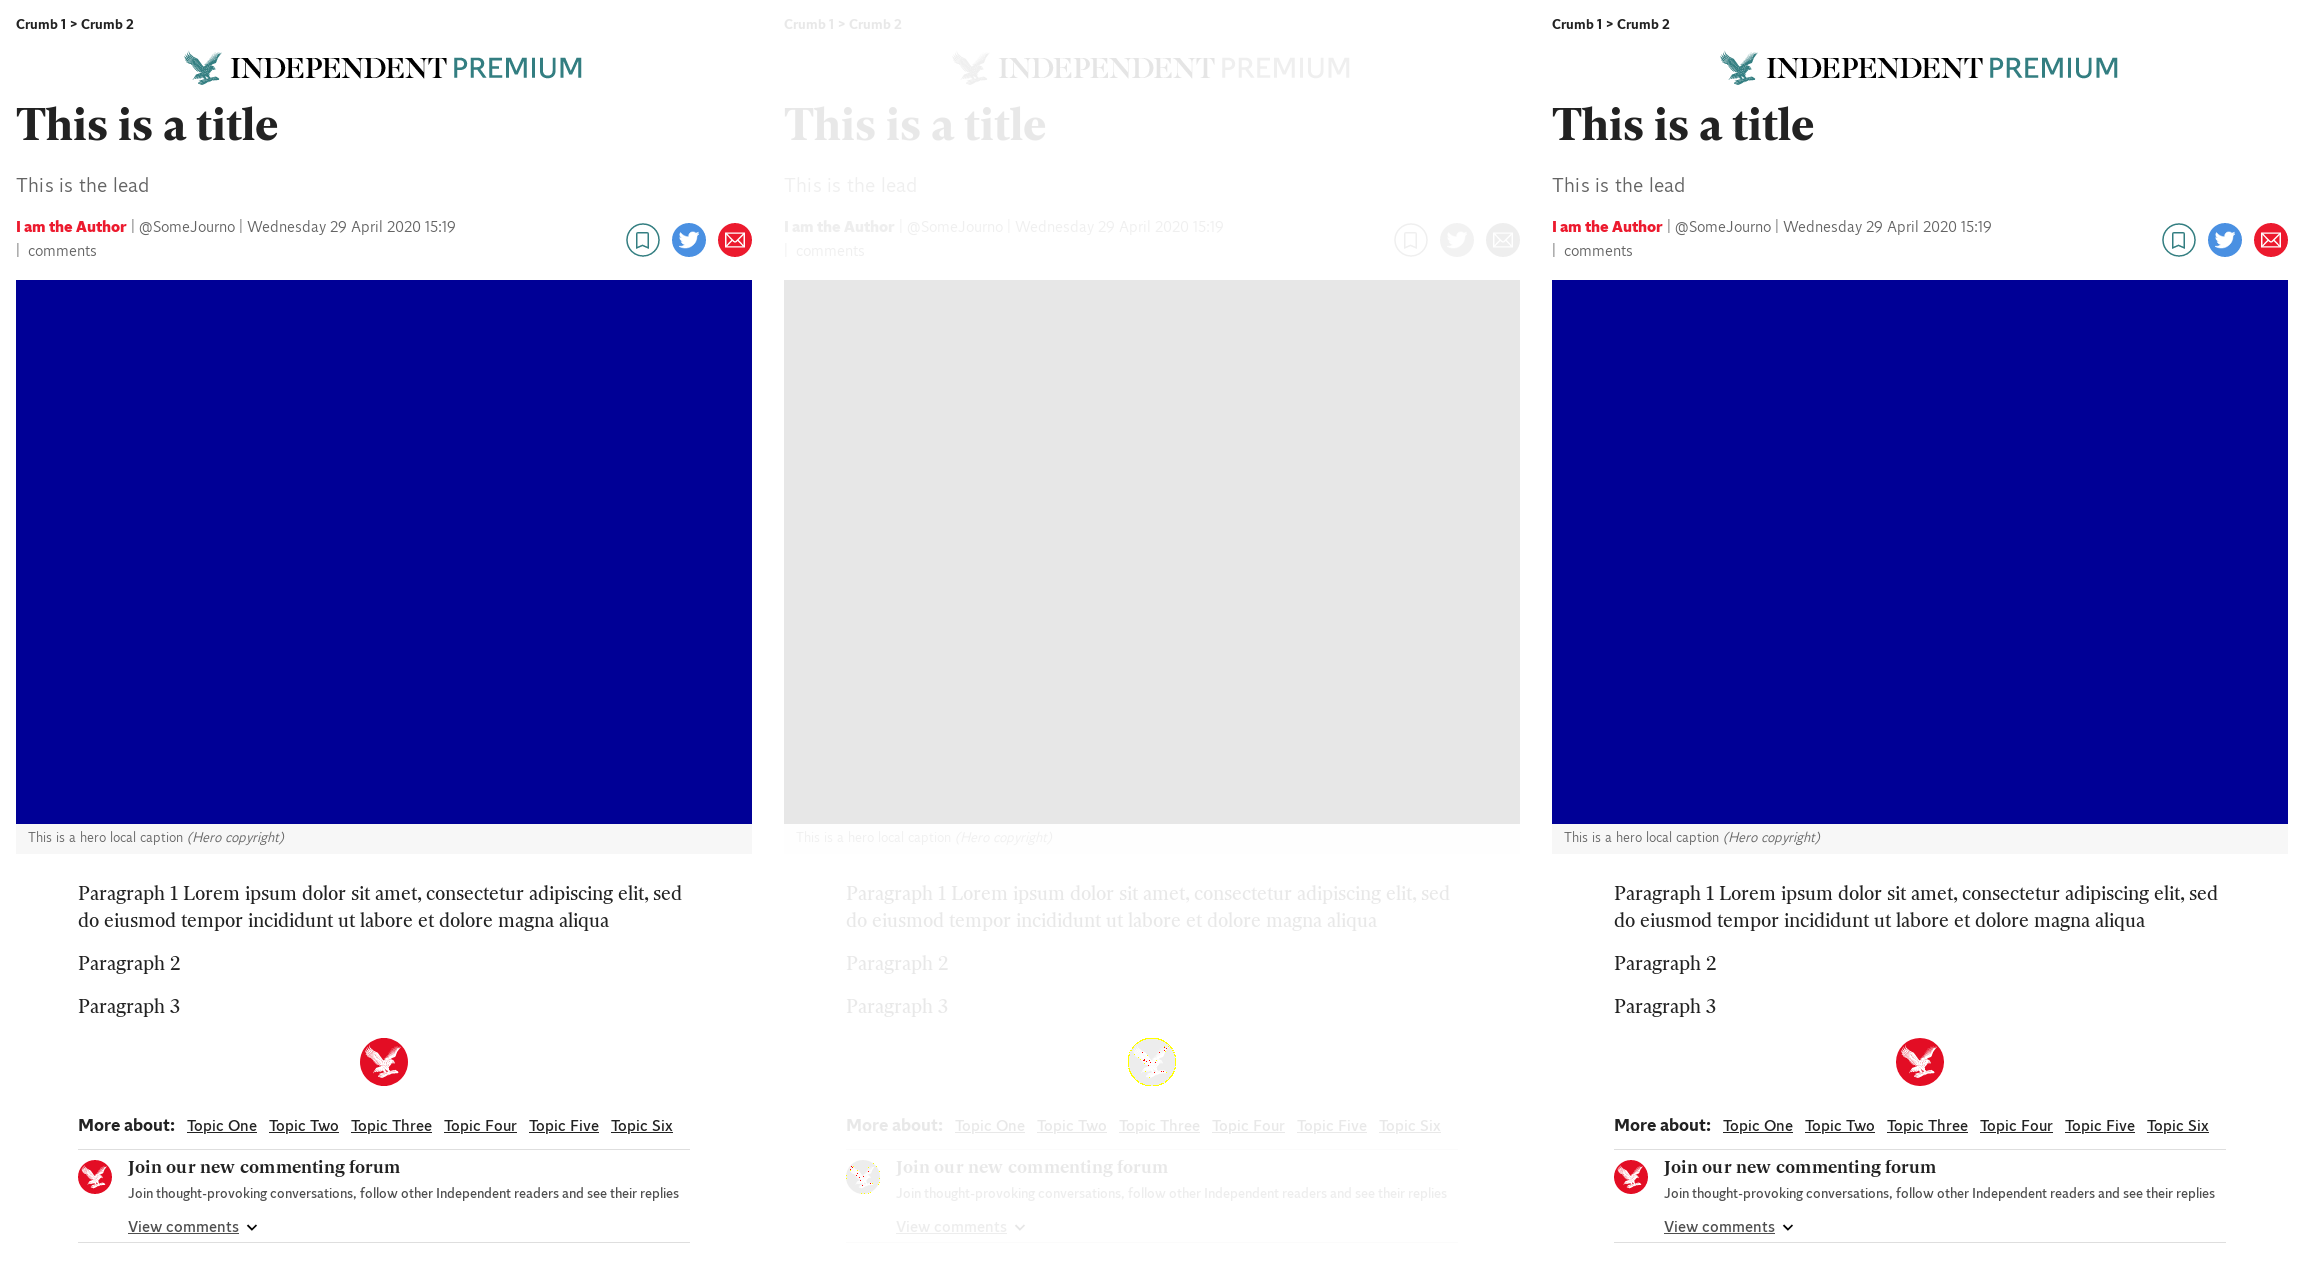 Crumb 1 > Crumb 2
INDEPENDENT PREMIUM
This is a title
This is the lead
I am the Author | @SomeJourno | Wednesday 29 April 2020 15:19
| comments
This is a hero local caption (Hero copyright)
Paragraph 1 Lorem ipsum dolor sit amet, consectetur adipiscing elit, sed
do eiusmod tempor incididunt ut labore et dolore magna aliqua
Paragraph 2
Paragraph 3
More about: Topic One Topic Two Topic Three Topic Four Topic Five Topic Six
Join our new commenting forum
Join thought-provoking conversations, follow other Independent readers and see their replies
View comments
Crumb 1 > Crumb 2
INDEPENDENT PREMIUM
This is a title
This is the lead
I am the Author | @SomeJourno | Wednesday 29 April 2020 15:19
| comments
This is a hero local caption (Hero copyright)
Paragraph 1 Lorem ipsum dolor sit amet, consectetur adipiscing elit, sed
do eiusmod tempor incididunt ut labore et dolore magna aliqua
Paragraph 2
Paragraph 3
More about: Topic One Topic Two Topic Three Topic Four Topic Five Topic Six
Join our new commenting forum
Join thought-provoking conversations, follow other Independent readers and see their replies
View comments
Crumb 1 > Crumb 2
INDEPENDENT PREMIUM
This is a title
This is the lead
I am the Author | @SomeJourno | Wednesday 29 April 2020 15:19
| comments
This is a hero local caption (Hero copyright)
Paragraph 1 Lorem ipsum dolor sit amet, consectetur adipiscing elit, sed
do eiusmod tempor incididunt ut labore et dolore magna aliqua
Paragraph 2
Paragraph 3
More about: Topic One Topic Two Topic Three Topic Four Topic Five Topic Six
Join our new commenting forum
Join thought-provoking conversations, follow other Independent readers and see their replies
View comments